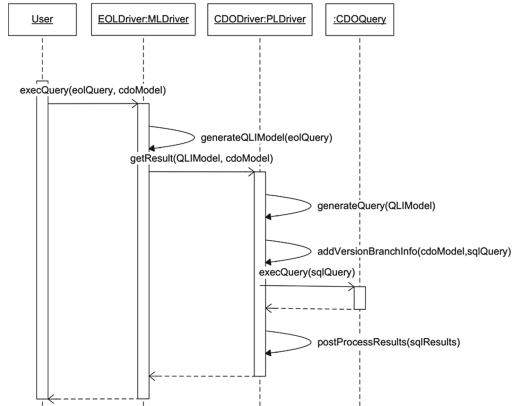 User
EOLDriver:MLDriver
CDODriver:PLDriver
:CDOQuery
execQuery(eolQuery, cdoModel)
generateQLIModel(eolQuery)
getResult(QLIModel, cdoModel)
generateQuery(QLIModel)
addVersionBranchInfo(cdoModel,sqlQuery)
execQuery(sqlQuery)
postProcessResults(sqlResults)